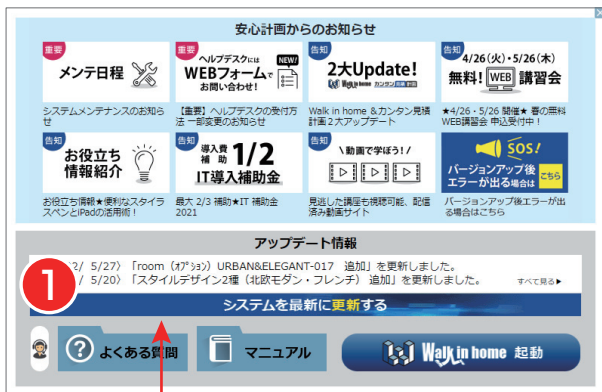 安心計画からのお知らせ
重要
メンテ日程
重要
ヘルプデスクは NEW!
WEBフォームで
お問い合わせ!
告知
2大Update!
Walk in home カンタン見積計画
告知
4/26(火)・5/26(木)
無料! WEB 講習会
システムメンテナンスのお知らせ
【重要】ヘルプデスクの受付方法 一部変更のお知らせ
Walk in home &カンタン見積計画2大アップデート
★4/26・5/26 開催★ 春の無料WEB講習会 申込受付中!
告知
お役立ち
情報紹介
告知
導入費
補 助 1/2
IT導入補助金
告知
\動画で学ぼう!/
SOS!
バージョンアップ後
エラーが出る場合は こちら
お役立ち情報★便利なスタイラスペンとiPadの活用術!
最大 2/3 補助★IT 補助金2021
見逃した講座も視聴可能、配信済み動画サイト
バージョンアップ後エラーが出る場合はこちら
アップデート情報
2/ 5/27〉「room(オプション)URBAN&ELEGANT-017 追加」を更新しました。
/ 5/20〉「スタイルデザイン2種(北欧モダン・フレンチ)追加」を更新しました。
すべて見る▶
1
システムを最新に更新する
? よくある質問
マニュアル
Walk in home 起動